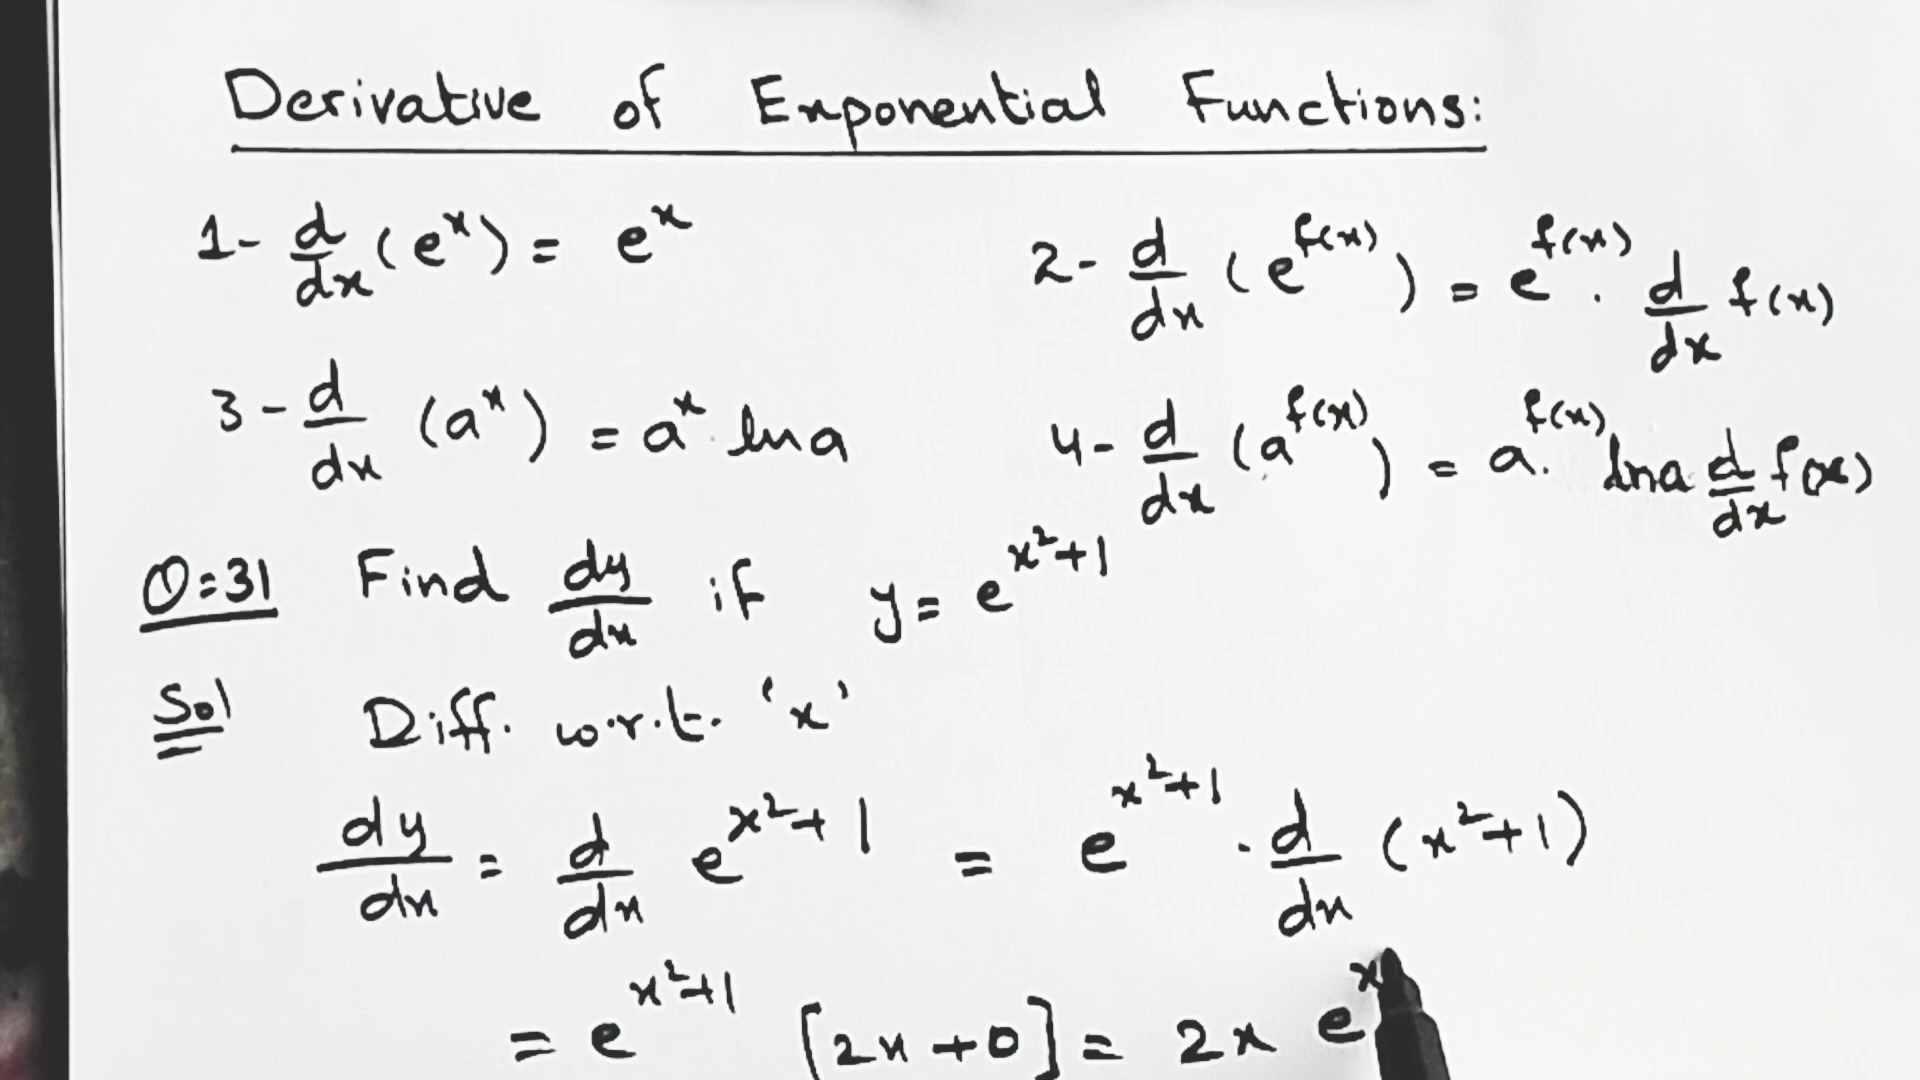 Derivative of Exponential Functions:
1- d/dx (e^x) = e^x
2- d/dx (e^f(x)) = e^f(x) . d/dx f(x)
3- d/dx (a^x) = a^x . ln a
4- d/dx (a^f(x)) = a^f(x) . lna d/dx f(x)
Q:31 Find dy/dx if y = e^x²+1
Sol Diff. w.r.t. 'x'
dy/dx = d/dx e^x²+1 = e^x²+1 . d/dx (x²+1)
= e^x²+1 [2x+0] = 2x e^x